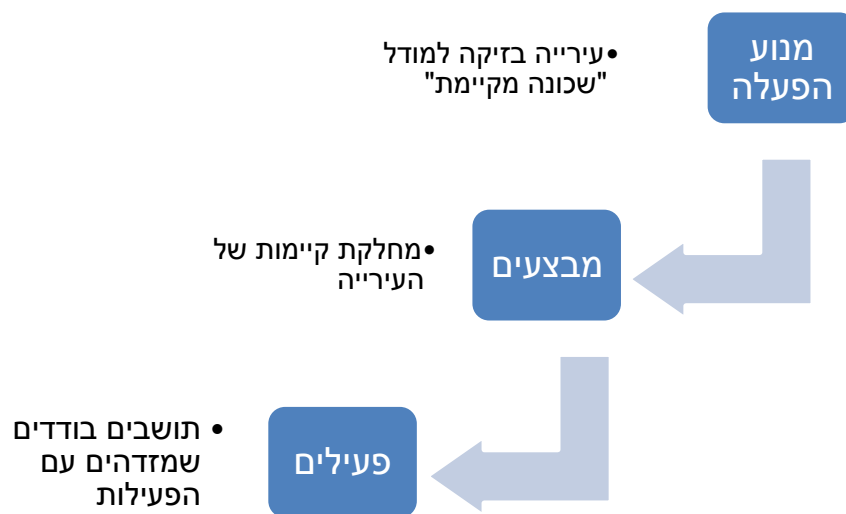 מנוע
הפעלה
•עירייה בזיקה למודל
"שכונה מקיימת"
מבצעים
•מחלקת קיימות של
העירייה
פעילים
• תושבים בודדים
שמזדהים עם
הפעילות